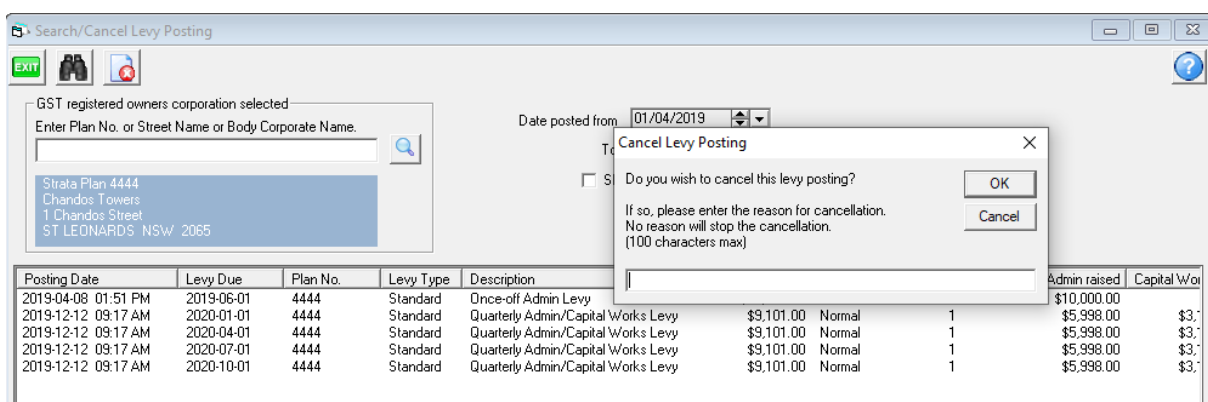 Search/Cancel Levy Posting
EXIT
GST registered owners corporation selected
Enter Plan No. or Street Name or Body Corporate Name.
Strata Plan 4444
Chandos Towers
1 Chandos Street
ST LEONARDS NSW 2065
Date posted from 01/04/2019
Cancel Levy Posting
Do you wish to cancel this levy posting?
If so, please enter the reason for cancellation.
No reason will stop the cancellation.
(100 characters max)
OK
Cancel
Posting Date Levy Due Plan No. Levy Type Description Admin raised Capital Wor
2019-04-08 01:51 PM 2019-06-01 4444 Standard Once-off Admin Levy $10,000.00
2019-12-12 09:17 AM 2020-01-01 4444 Standard Quarterly Admin/Capital Works Levy $9,101.00 Normal 1 $5,998.00 $3,
2019-12-12 09:17 AM 2020-04-01 4444 Standard Quarterly Admin/Capital Works Levy $9,101.00 Normal 1 $5,998.00 $3,
2019-12-12 09:17 AM 2020-07-01 4444 Standard Quarterly Admin/Capital Works Levy $9,101.00 Normal 1 $5,998.00 $3,
2019-12-12 09:17 AM 2020-10-01 4444 Standard Quarterly Admin/Capital Works Levy $9,101.00 Normal 1 $5,998.00 $3,